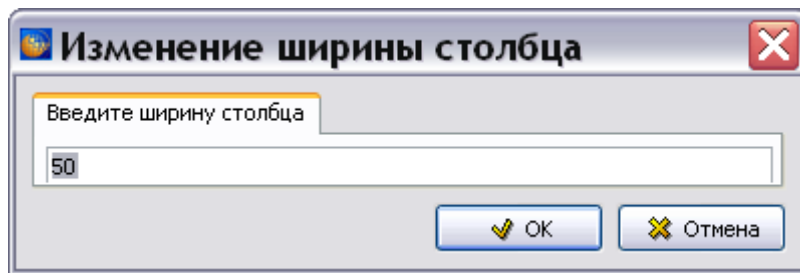 Изменение ширины столбца
Введите ширину столбца
50
OK
Отмена